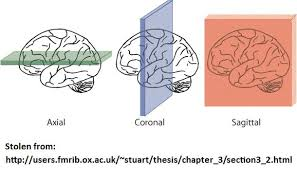 Axial
Coronal
Sagittal
Stolen from:
http://users.fmrib.ox.ac.uk/~stuart/thesis/chapter_3/section3_2.html